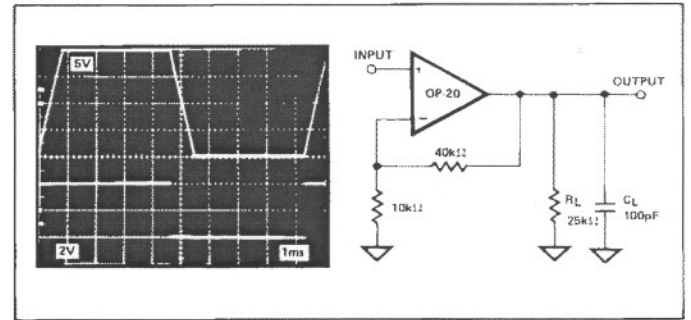 5V
2V
1ms
INPUT
+
OP-20
−
OUTPUT
40kΩ
10kΩ
RL
25kΩ
CL
100pF